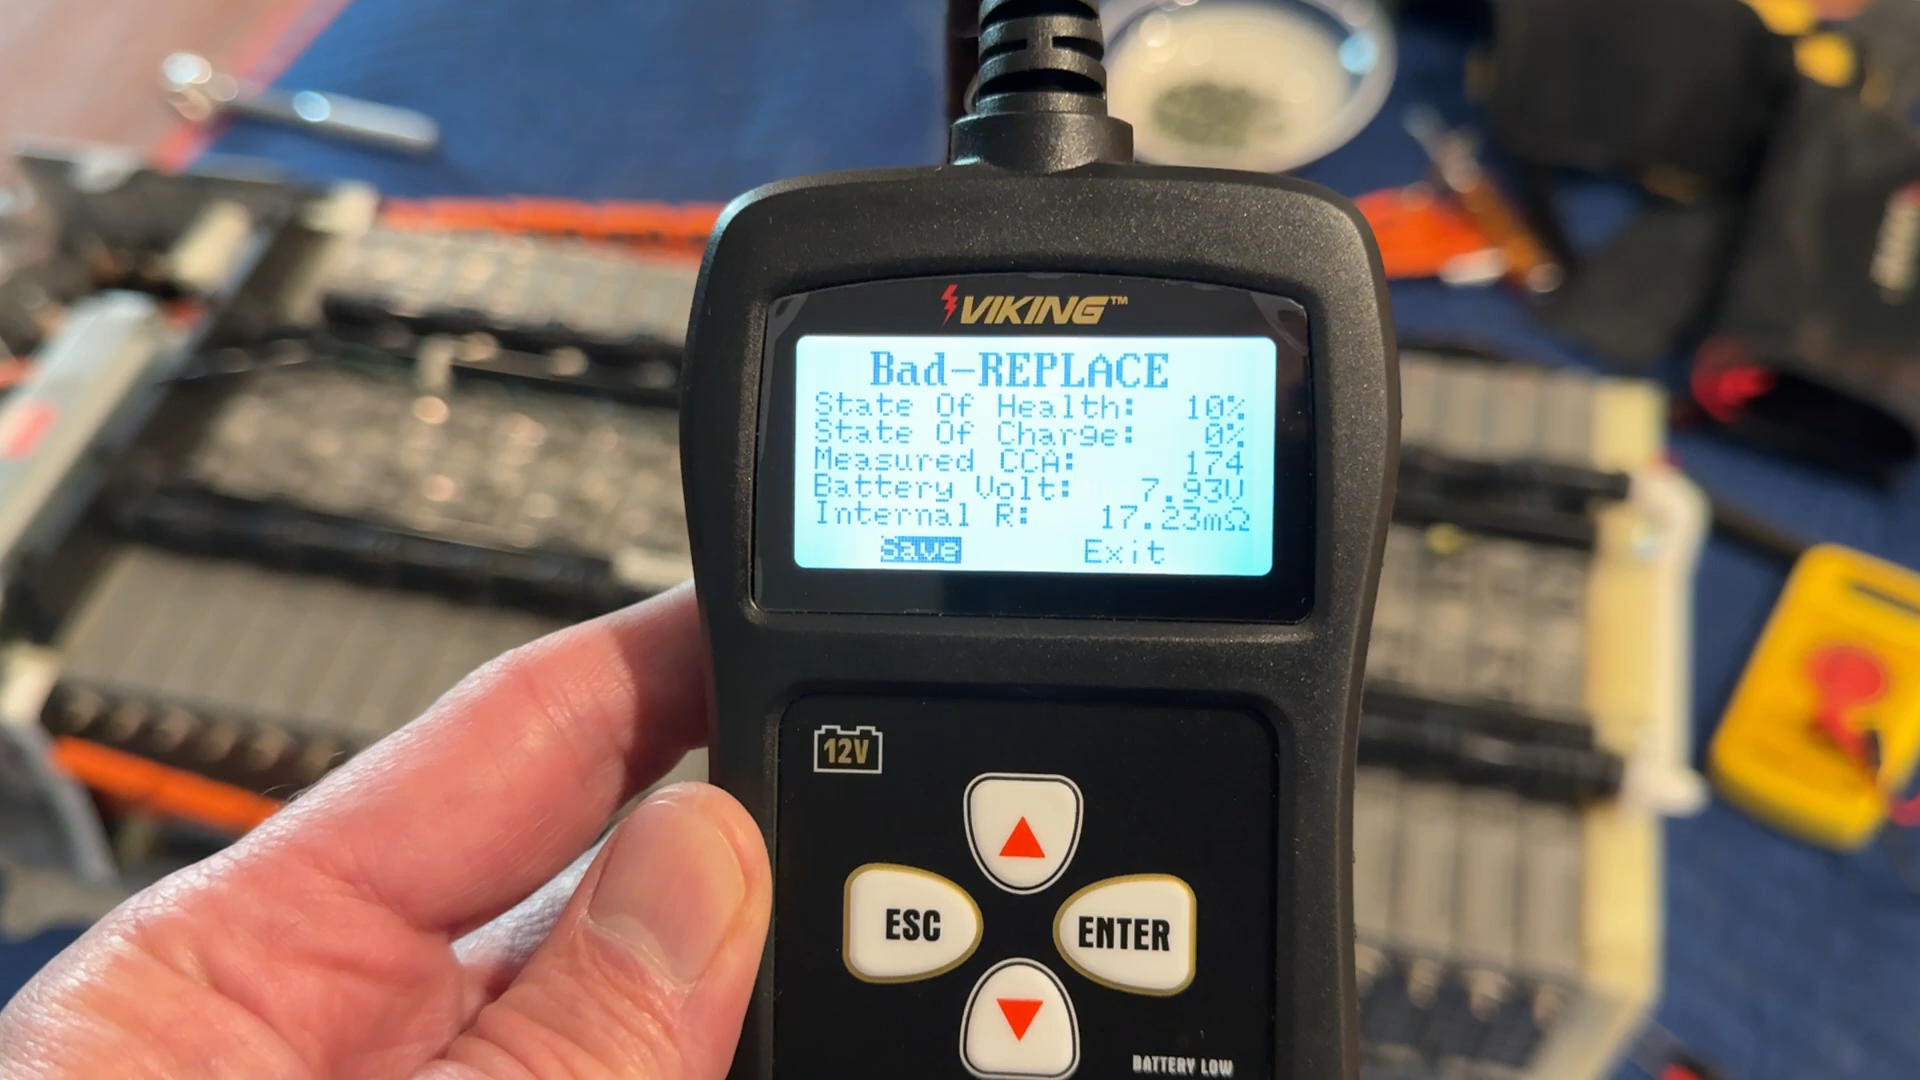 VIKING™
Bad-REPLACE
State Of Health: 10%
State Of Charge: 0%
Measured CCA: 174
Battery Volt: 7.93V
Internal R: 17.23mΩ
Save Exit
12V
ESC
ENTER
BATTERY LOW